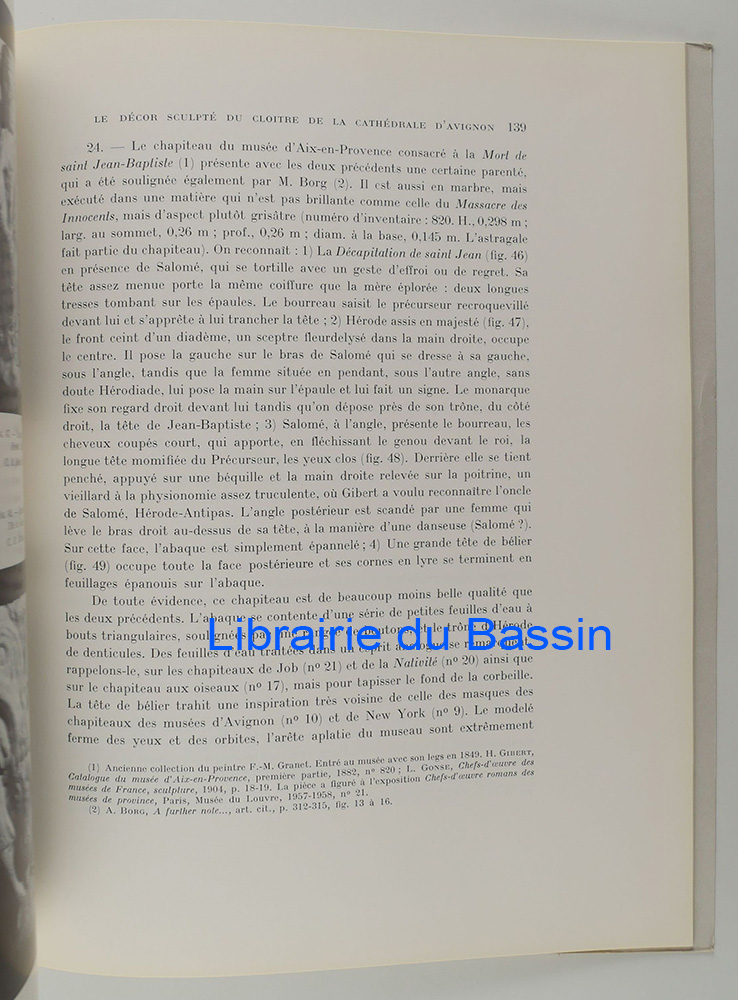 LE DÉCOR SCULPTÉ DU CLOITRE DE LA CATHÉDRALE D'AVIGNON 139
24. — Le chapiteau du musée d'Aix-en-Provence consacré à la Mort de
saint Jean-Baptiste (1) présente avec les deux précédents une certaine parenté,
qui a été soulignée également par M. Borg (2). Il est aussi en marbre, mais
exécuté dans une matière qui n'est pas brillante comme celle du Massacre des
Innocents, mais d'aspect plutôt grisâtre (numéro d'inventaire : 820. H., 0,298 m ;
larg. au sommet, 0,26 m ; prof., 0,26 m ; diam. à la base, 0,145 m. L'astragale
fait partie du chapiteau). On reconnaît : 1) La Décapitation de saint Jean (fig. 46)
en présence de Salomé, qui se tortille avec un geste d'effroi ou de regret. Sa
tête assez menue porte la même coiffure que la mère éplorée : deux longues
tresses tombant sur les épaules. Le bourreau saisit le précurseur recroquevillé
devant lui et s'apprête à lui trancher la tête ; 2) Hérode assis en majesté (fig. 47),
le front ceint d'un diadème, un sceptre fleurdelysé dans la main droite, occupe
le centre. Il pose la gauche sur le bras de Salomé qui se dresse à sa gauche,
sous l'angle, tandis que la femme située en pendant, sous l'autre angle, sans
doute Hérodiade, lui pose la main sur l'épaule et lui fait un signe. Le monarque
fixe son regard droit devant lui tandis qu'on dépose près de son trône, du côté
droit, la tête de Jean-Baptiste ; 3) Salomé, à l'angle, présente le bourreau, les
cheveux coupés court, qui apporte, en fléchissant le genou devant le roi, la
longue tête momifiée du Précurseur, les yeux clos (fig. 48). Derrière elle se tient
penché, appuyé sur une béquille et la main droite relevée sur la poitrine, un
vieillard à la physionomie assez truculente, où Gibert a voulu reconnaître l'oncle
de Salomé, Hérode-Antipas. L'angle postérieur est scandé par une femme qui
lève le bras droit au-dessus de sa tête, à la manière d'une danseuse (Salomé ?).
Sur cette face, l'abaque est simplement épannelé ; 4) Une grande tête de bélier
(fig. 49) occupe toute la face postérieure et ses cornes en lyre se terminent en
feuillages épanouis sur l'abaque.
De toute évidence, ce chapiteau est de beaucoup moins belle qualité que
les deux précédents. L'abaque se contente d'une série de petites feuilles d'eau à
bouts triangulaires, soulignées par une rangée de boutons et le trône d'Hérode
Librairie du Bassin
de denticules. Des feuilles d'eau traitées dans un esprit analogue se remarquent,
rappelons-le, sur les chapiteaux de Job (nº 21) et de la Nativité (nº 20) ainsi que
sur le chapiteau aux oiseaux (nº 17), mais pour tapisser le fond de la corbeille.
La tête de bélier trahit une inspiration très voisine de celle des masques des
chapiteaux des musées d'Avignon (nº 10) et de New York (nº 9). Le modelé
ferme des yeux et des orbites, l'arête aplatie du museau sont extrêmement
(1) Ancienne collection du peintre F.-M. Granet. Entré au musée avec son legs en 1849. H. GIBERT,
Catalogue du musée d'Aix-en-Provence, première partie, 1882, nº 820 ; L. GONSE, Chefs-d'œuvre des
musées de France, sculpture, 1904, p. 18-19. La pièce a figuré à l'exposition Chefs-d'œuvre romans des
musées de province, Paris, Musée du Louvre, 1957-1958, nº 21.
(2) A. BORG, A further note..., art. cit., p. 312-315, fig. 13 à 16.